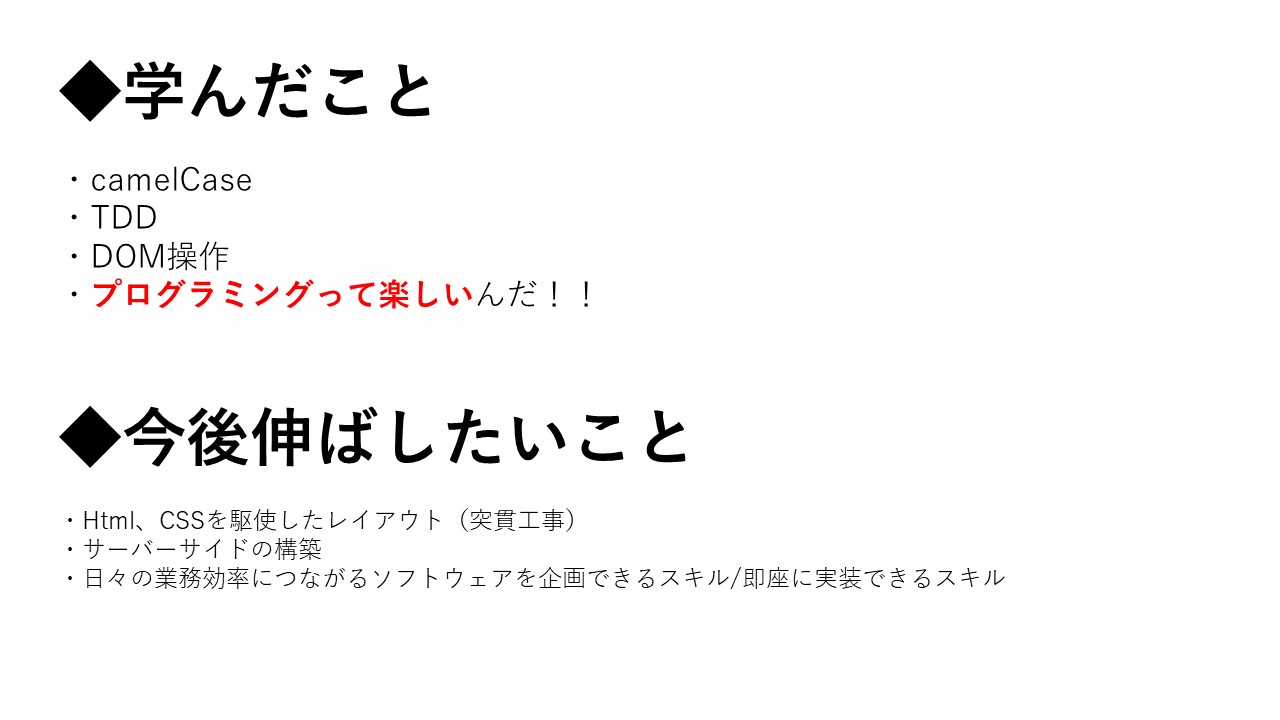 ◆学んだこと
・camelCase
・TDD
・DOM操作
・プログラミングって楽しいんだ！！
◆今後伸ばしたいこと
・Html、CSSを駆使したレイアウト（突貫工事）
・サーバーサイドの構築
・日々の業務効率につながるソフトウェアを企画できるスキル/即座に実装できるスキル